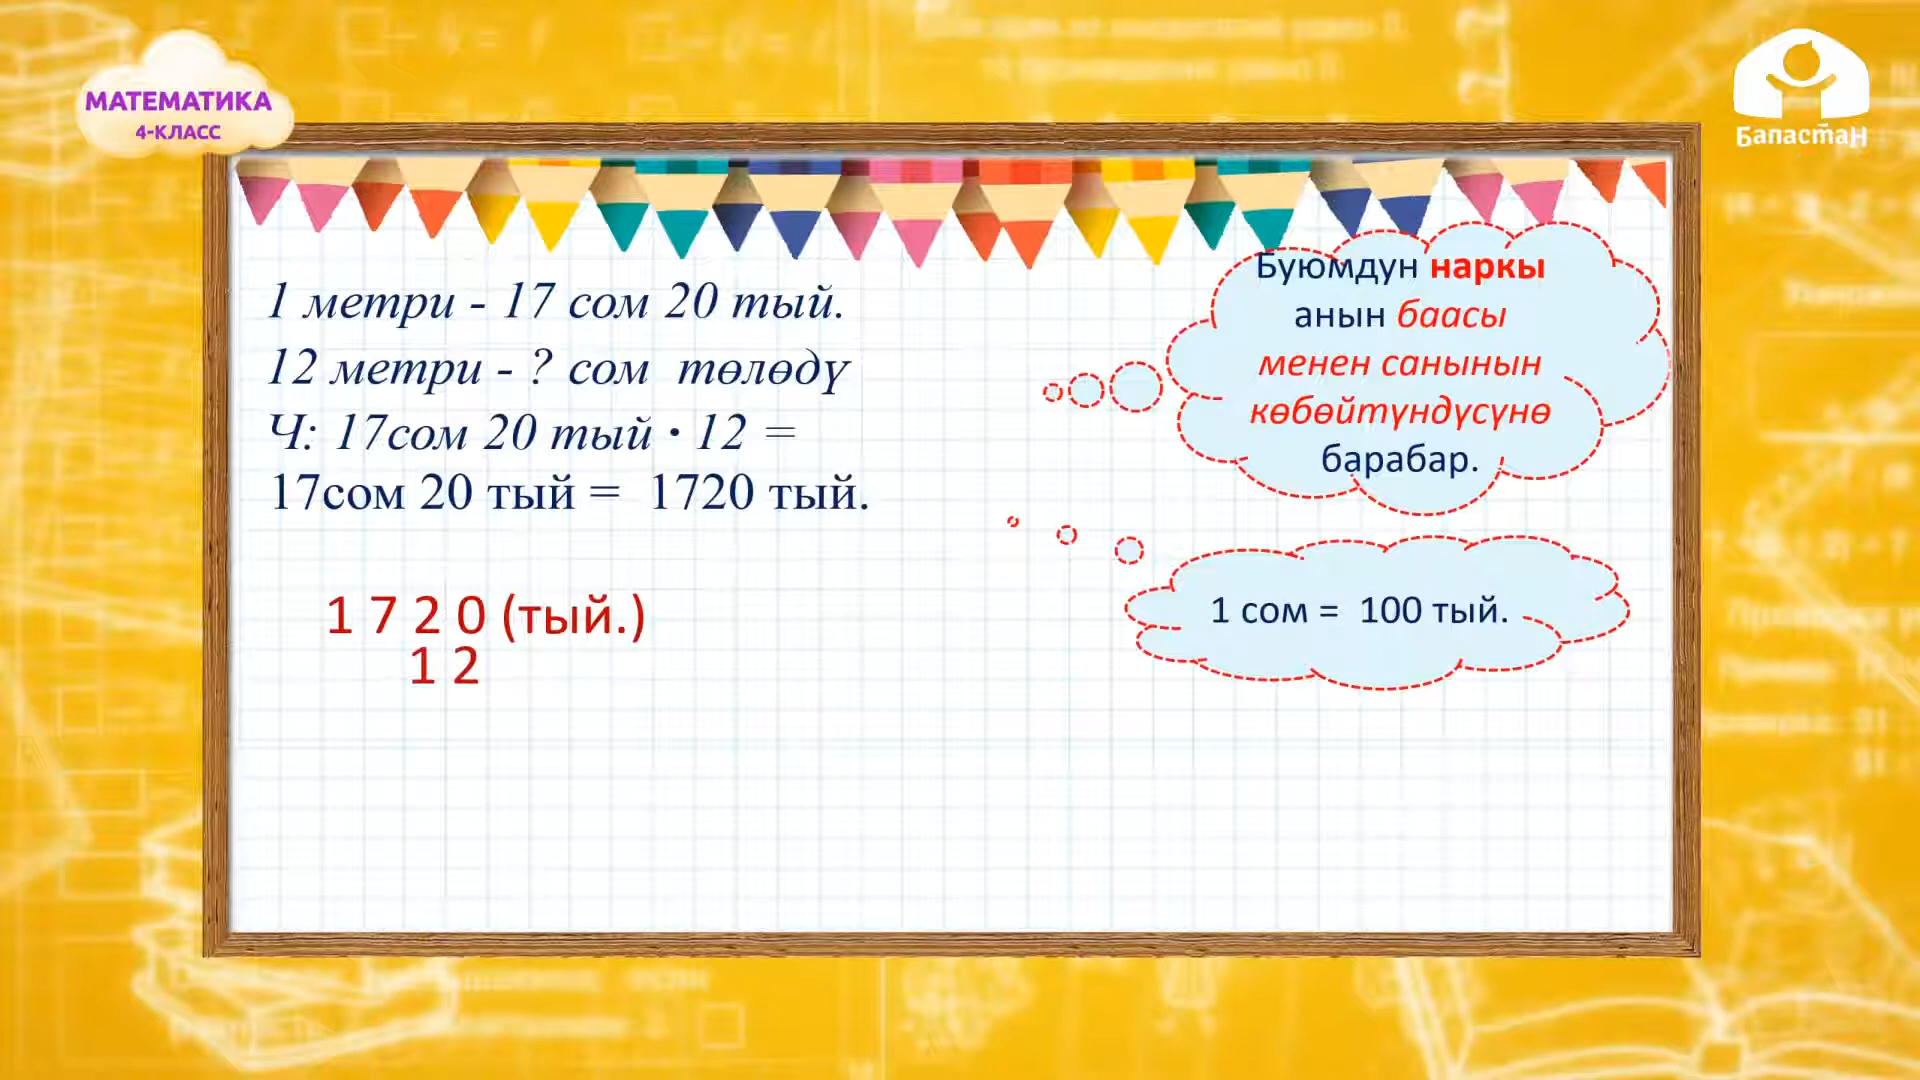 МАТЕМАТИКА
4-КЛАСС
Баластан
1 метри - 17 сом 20 тый.
12 метри - ? сом төлөдү
Ч: 17сом 20 тый · 12 =
17сом 20 тый = 1720 тый.
1 7 2 0 (тый.)
1 2
Буюмдун наркы
анын баасы
менен санынын
көбөйтүндүсүнө
барабар.
1 сом = 100 тый.